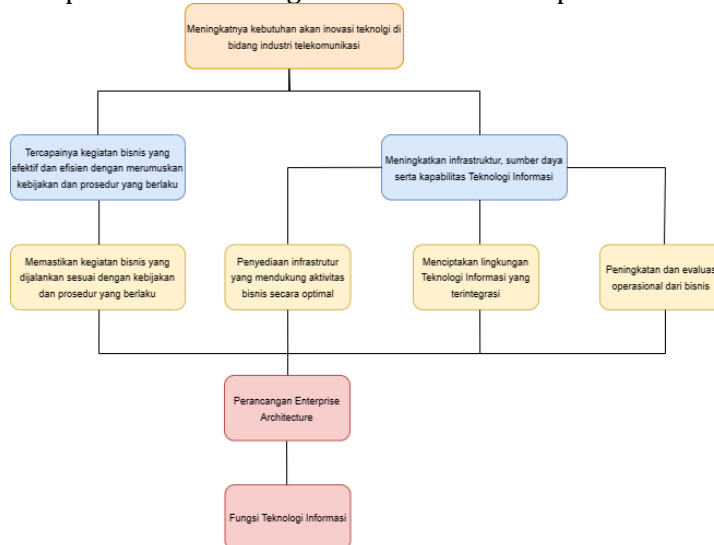 Meningkatnya kebutuhan akan inovasi teknolgi di
bidang industri telekomunikasi
Tercapainya kegiatan bisnis yang
efektif dan efisien dengan merumuskan
kebijakan dan prosedur yang berlaku
Meningkatkan infrastruktur, sumber daya
serta kapabilitas Teknologi Informasi
Memastikan kegiatan bisnis yang
dijalankan sesuai dengan kebijakan
dan prosedur yang berlaku
Penyediaan infrastrutur
yang mendukung aktivitas
bisnis secara optimal
Menciptakan lingkungan
Teknologi Informasi yang
terintegrasi
Peningkatan dan evaluas
operasional dari bisnis
Perancangan Enterprise
Architecture
Fungsi Teknologi Informasi